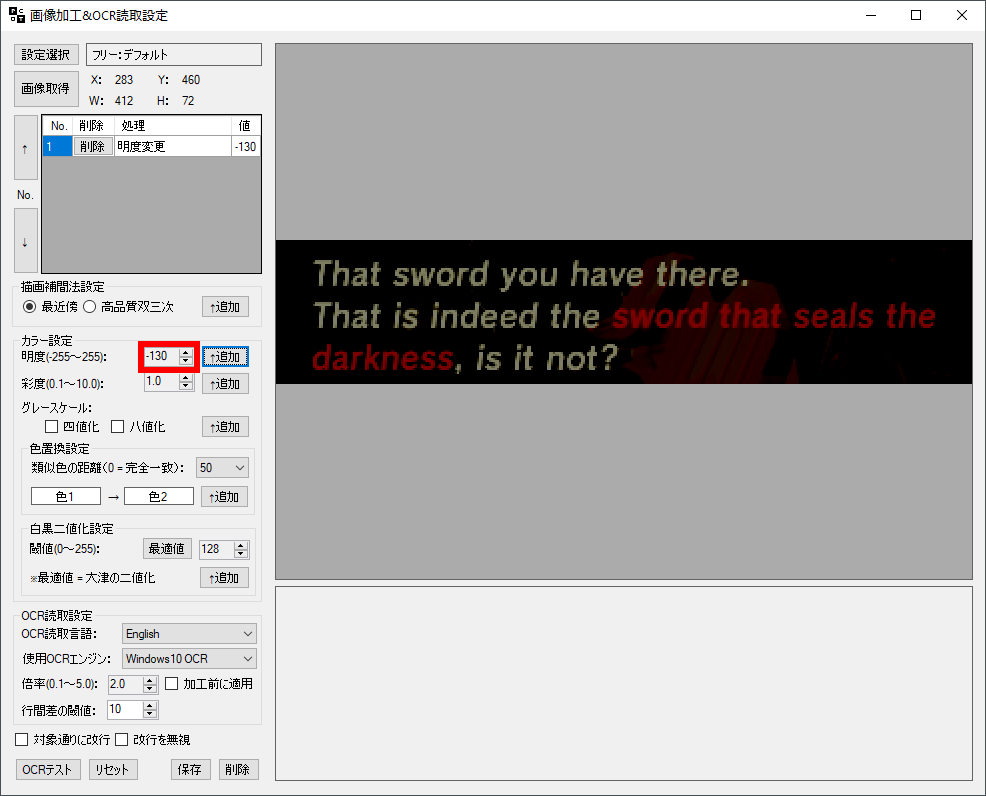 画像加工&OCR読取設定
設定選択 フリー:デフォルト
画像取得 X: 283 Y: 460
W: 412 H: 72
No. 削除 処理 値
1 削除 明度変更 -130
↑
No.
↓
描画補間法設定
最近傍 高品質双三次 ↑追加
カラー設定
明度(-255～255): -130 ↑追加
彩度(0.1～10.0): 1.0 ↑追加
グレースケール:
四値化 八値化 ↑追加
色置換設定
類似色の距離(0 = 完全一致): 50
色1 → 色2 ↑追加
白黒二値化設定
閾値(0～255): 最適値 128
※最適値 = 大津の二値化 ↑追加
OCR読取設定
OCR読取言語: English
使用OCRエンジン: Windows10 OCR
倍率(0.1～5.0): 2.0 加工前に適用
行間差の閾値: 10
対象通りに改行 改行を無視
OCRテスト リセット 保存 削除
That sword you have there.
That is indeed the sword that seals the
darkness, is it not?